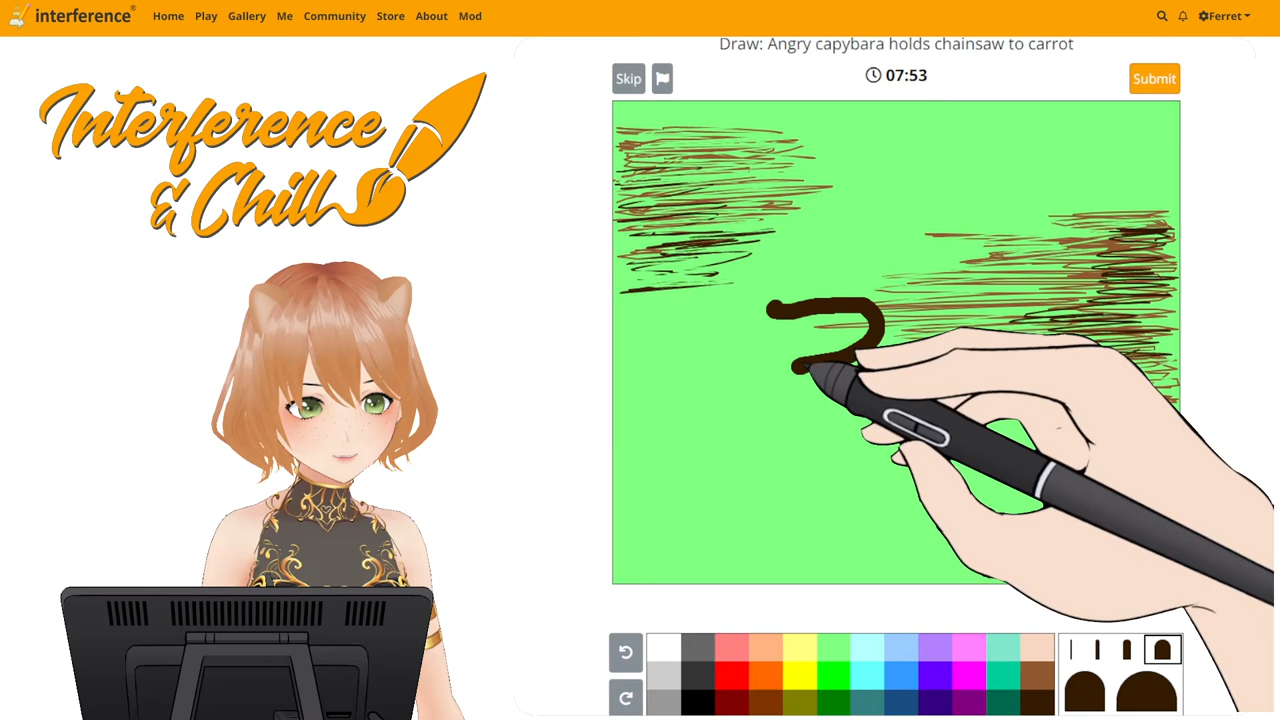 interference®
Home Play Gallery Me Community Store About Mod
Ferret
Draw: Angry capybara holds chainsaw to carrot
Skip
07:53
Submit
Interference
& Chill